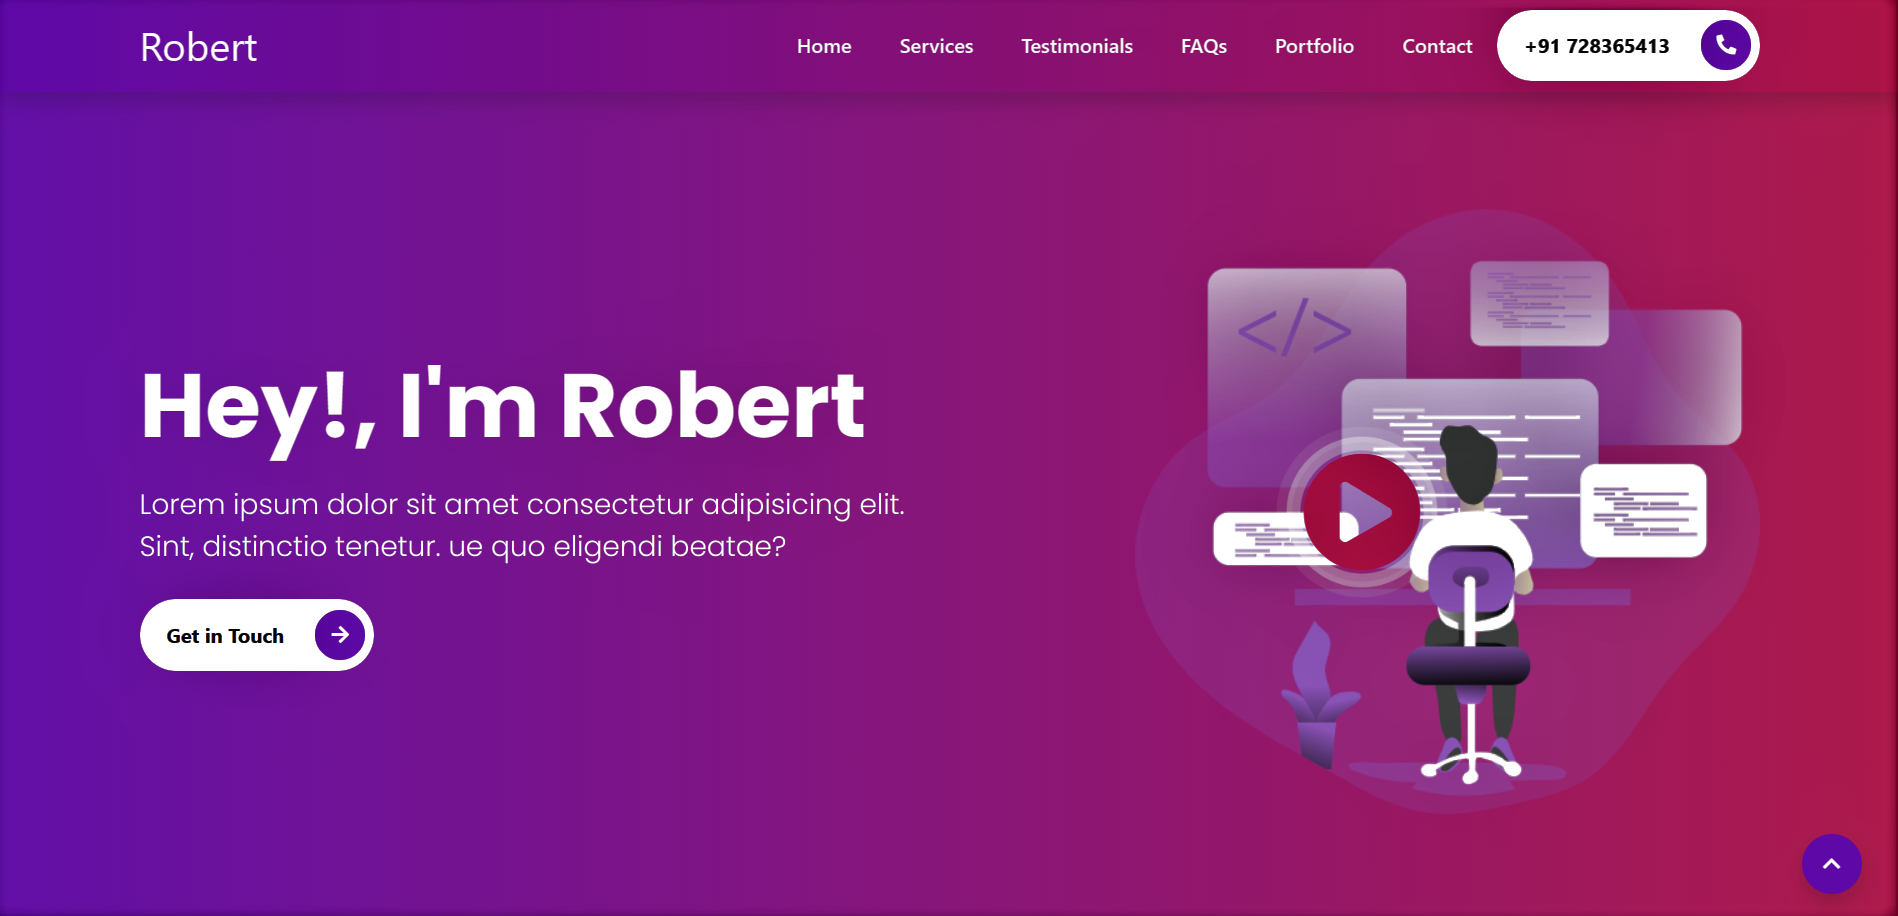 Robert
Home Services Testimonials FAQs Portfolio Contact +91 728365413
</>
Hey!, I'm Robert
Lorem ipsum dolor sit amet consectetur adipisicing elit.
Sint, distinctio tenetur. ue quo eligendi beatae?
Get in Touch